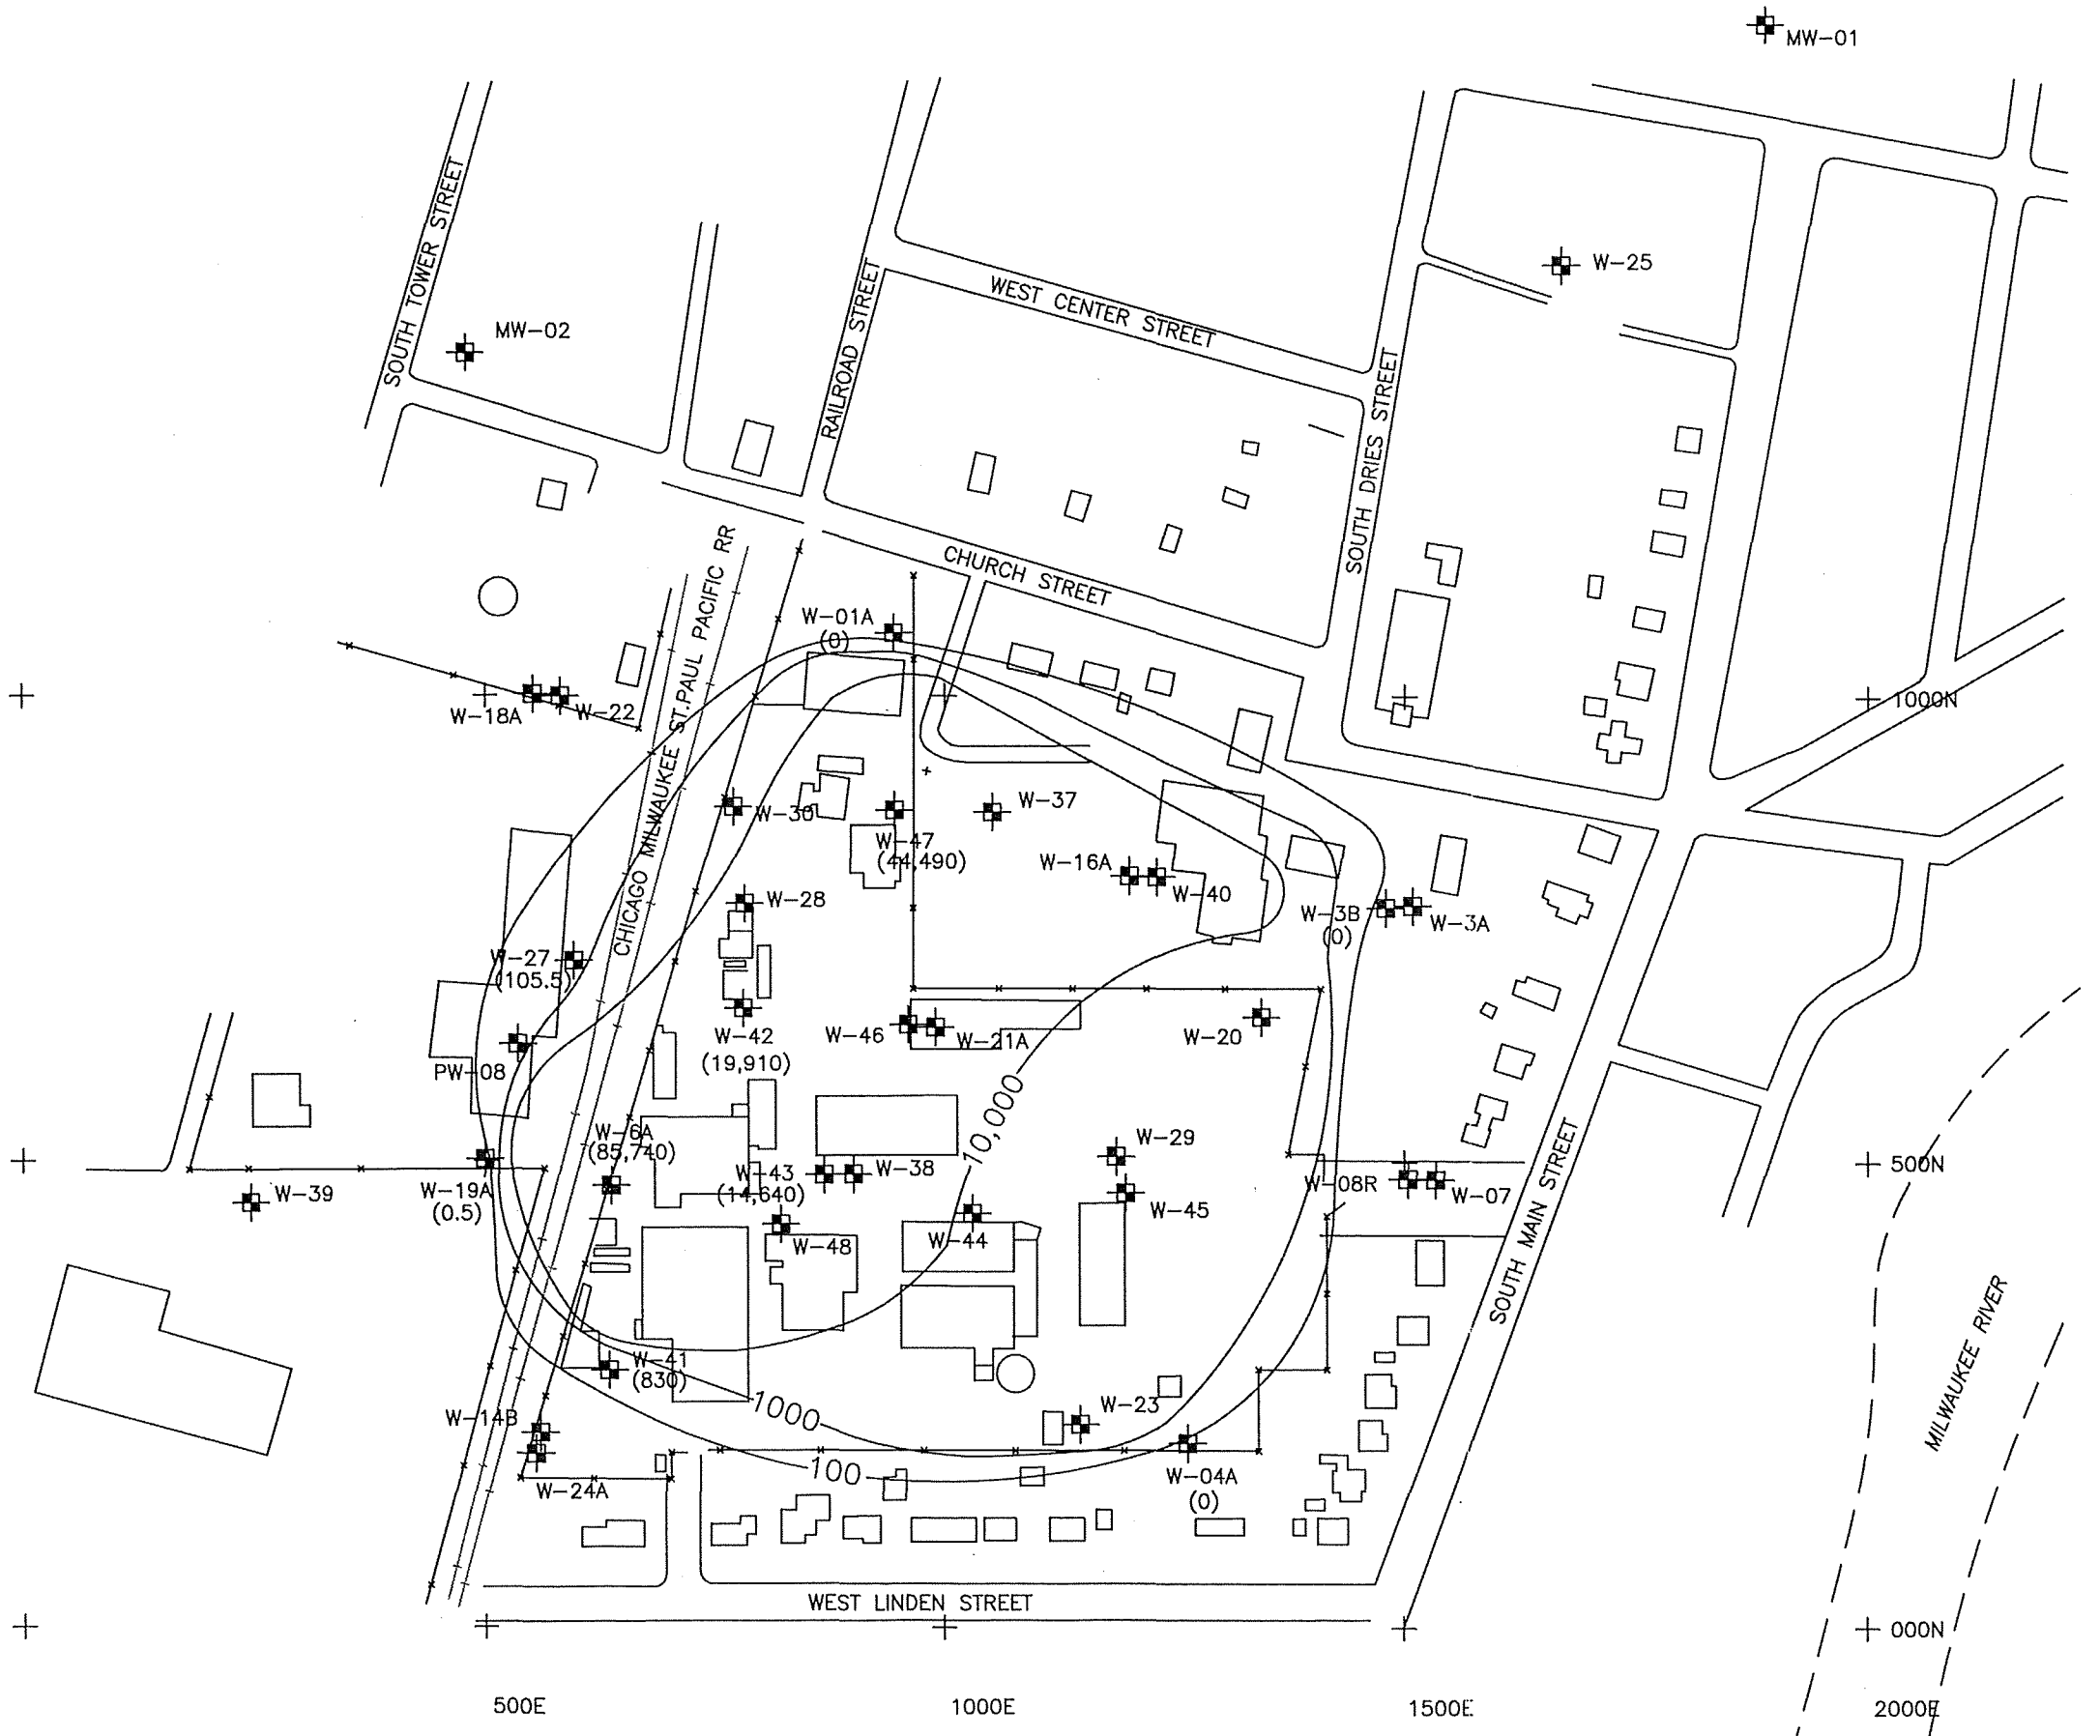 MW-01
W-25
SOUTH TOWER STREET
MW-02
RAILROAD STREET
WEST CENTER STREET
SOUTH DRIES STREET
CHURCH STREET
CHICAGO MILWAUKEE ST.PAUL PACIFIC RR
W-01A
(0)
W-18A
W-22
1000N
W-30
W-47
(44,490)
W-37
W-16A
W-40
W-28
W-3B
(0)
W-3A
W-27
(105.5)
W-42
(19,910)
W-46
W-21A
W-20
PW-08
10,000
W-6A
(85,740)
W-43
(14,640)
W-38
W-29
W-45
W-08R
W-07
500N
W-39
W-19A
(0.5)
W-48
W-44
SOUTH MAIN STREET
MILWAUKEE RIVER
W-41
(830)
1000
W-23
W-14B
100
W-04A
(0)
W-24A
WEST LINDEN STREET
000N
500E
1000E
1500E
2000E